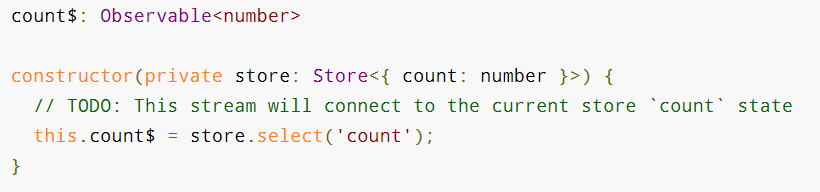 count$: Observable<number>
constructor(private store: Store<{ count: number }>) {
// TODO: This stream will connect to the current store `count` state
this.count$ = store.select('count');
}